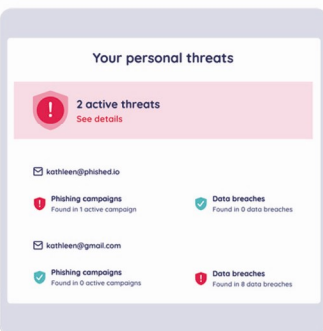 Your personal threats
2 active threats
See details
kathleen@phished.io
Phishing campaigns
Found in 1 active campaign
Data breaches
Found in 0 data breaches
kathleen@gmail.com
Phishing campaigns
Found in 0 active campaigns
Data breaches
Found in 8 data breaches